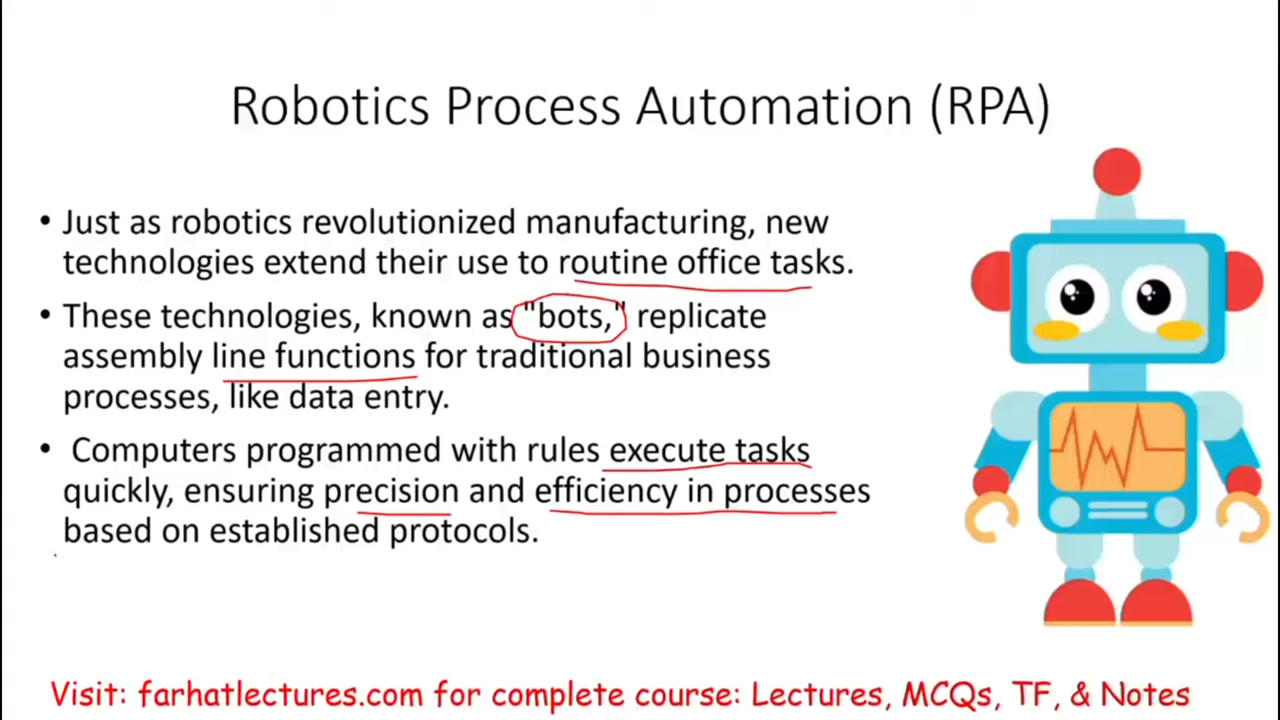 Robotics Process Automation (RPA)
• Just as robotics revolutionized manufacturing, new
technologies extend their use to routine office tasks.
• These technologies, known as "bots," replicate
assembly line functions for traditional business
processes, like data entry.
• Computers programmed with rules execute tasks
quickly, ensuring precision and efficiency in processes
based on established protocols.
Visit: farhatlectures.com for complete course: Lectures, MCQs, TF, & Notes